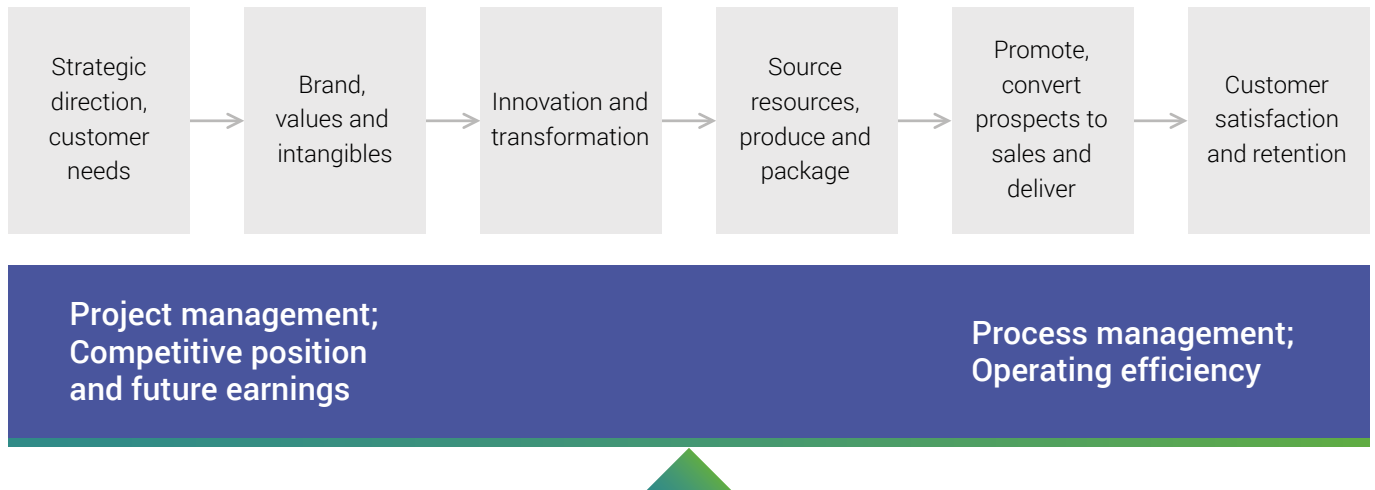 Strategic
direction,
customer
needs
Brand,
values and
intangibles
Innovation and
transformation
Source
resources,
produce and
package
Promote,
convert
prospects to
sales and
deliver
Customer
satisfaction
and retention
Project management;
Competitive position
and future earnings
Process management;
Operating efficiency